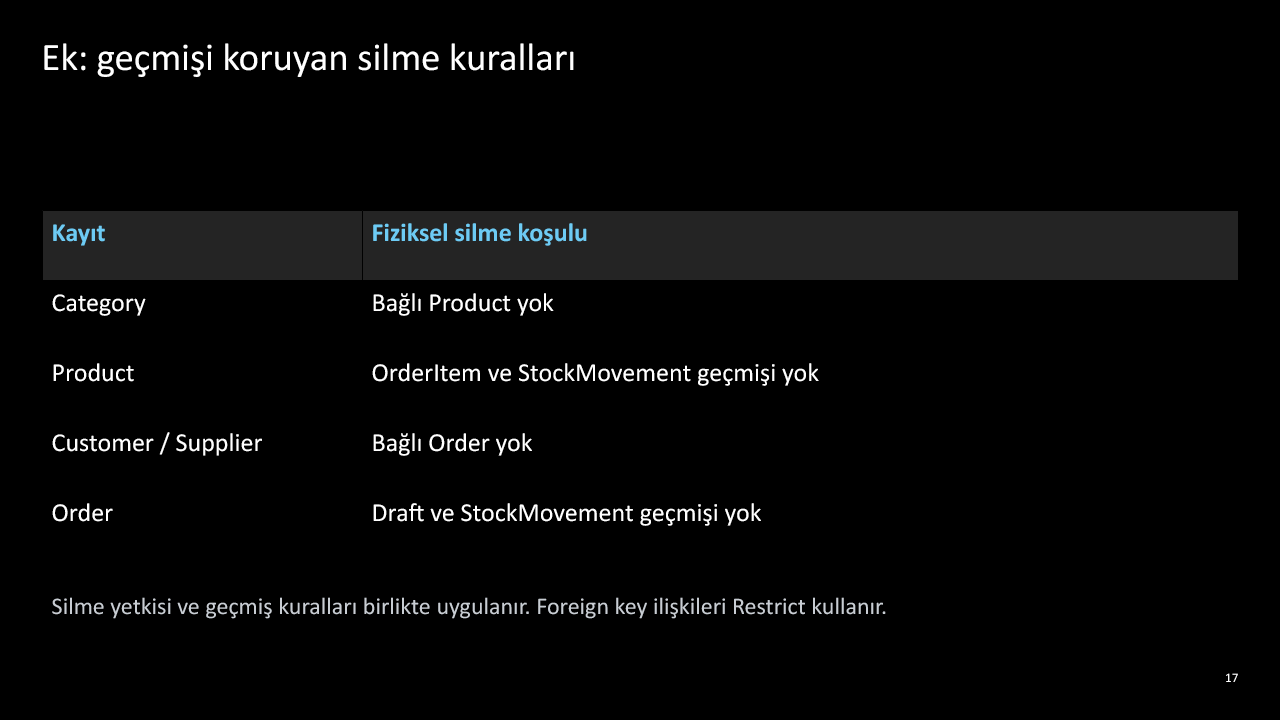 Ek: geçmişi koruyan silme kuralları
Kayıt
Fiziksel silme koşulu
Category
Bağlı Product yok
Product
OrderItem ve StockMovement geçmişi yok
Customer / Supplier
Bağlı Order yok
Order
Draft ve StockMovement geçmişi yok
Silme yetkisi ve geçmiş kuralları birlikte uygulanır. Foreign key ilişkileri Restrict kullanır.
17